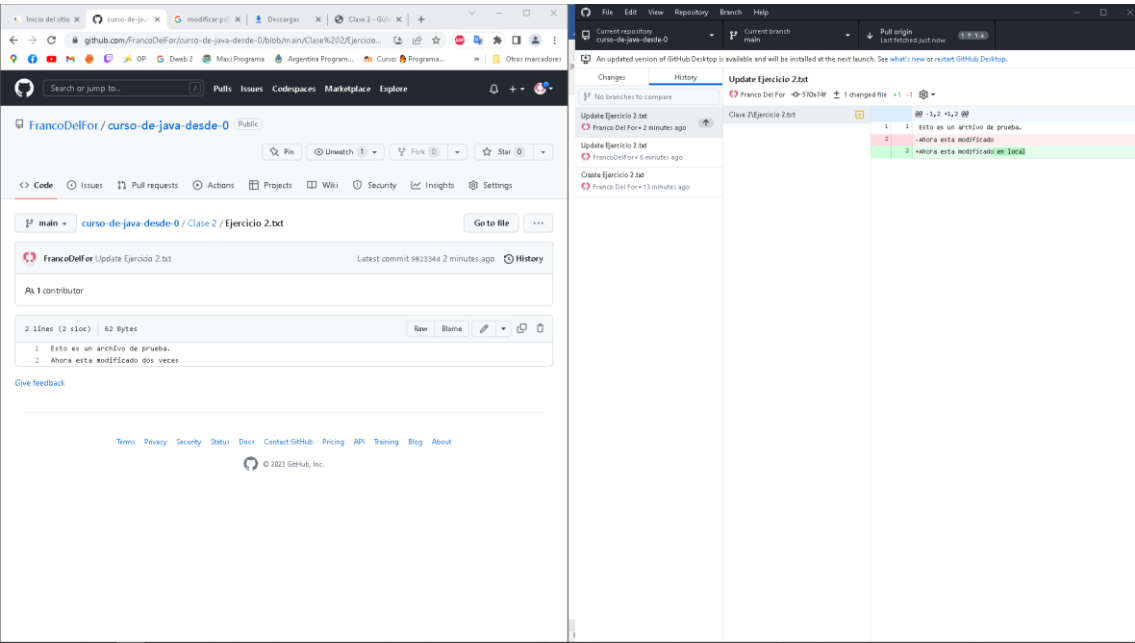 Inicio del sitio
curso-de-java
modificar pdf
Descargas
Clase 2 - Guía
github.com/FrancoDelFor/curso-de-java-desde-0/blob/main/Clase%202/Ejercicio...
OP
Dweb 2
Maxi Programa
Argentina Program...
Curso:
Programa...
»
Otros marcadores
Search or jump to...
/
Pulls Issues Codespaces Marketplace Explore
FrancoDelFor / curso-de-java-desde-0 Public
Pin
Unwatch 1
Fork 0
Star 0
<> Code Issues Pull requests Actions Projects Wiki Security Insights Settings
main
curso-de-java-desde-0 / Clase 2 / Ejercicio 2.txt
Go to file
...
FrancoDelFor Update Ejercicio 2.txt
Latest commit 982334d 2 minutes ago History
1 contributor
2 lines (2 sloc) | 62 Bytes
Raw Blame
1 Esto es un archivo de prueba.
2 Ahora esta modificado dos veces
Give feedback
Terms Privacy Security Status Docs Contact GitHub Pricing API Training Blog About
© 2023 GitHub, Inc.
File Edit View Repository Branch Help
Current repository
curso-de-java-desde-0
Current branch
main
Pull origin
Last fetched just now
1 1
An updated version of GitHub Desktop is available and will be installed at the next launch. See what's new or restart GitHub Desktop.
Changes History
No branches to compare
Update Ejercicio 2.txt
Franco Del For • 2 minutes ago
Update Ejercicio 2.txt
FrancoDelFor • 6 minutes ago
Create Ejercicio 2.txt
Franco Del For • 13 minutes ago
Update Ejercicio 2.txt
Franco Del For 570a74f 1 changed file +1 -1
Clase 2\Ejercicio 2.txt
@@ -1,2 +1,2 @@
1 1 Esto es un archivo de prueba.
2 -Ahora esta modificado
2 +Ahora esta modificado en local